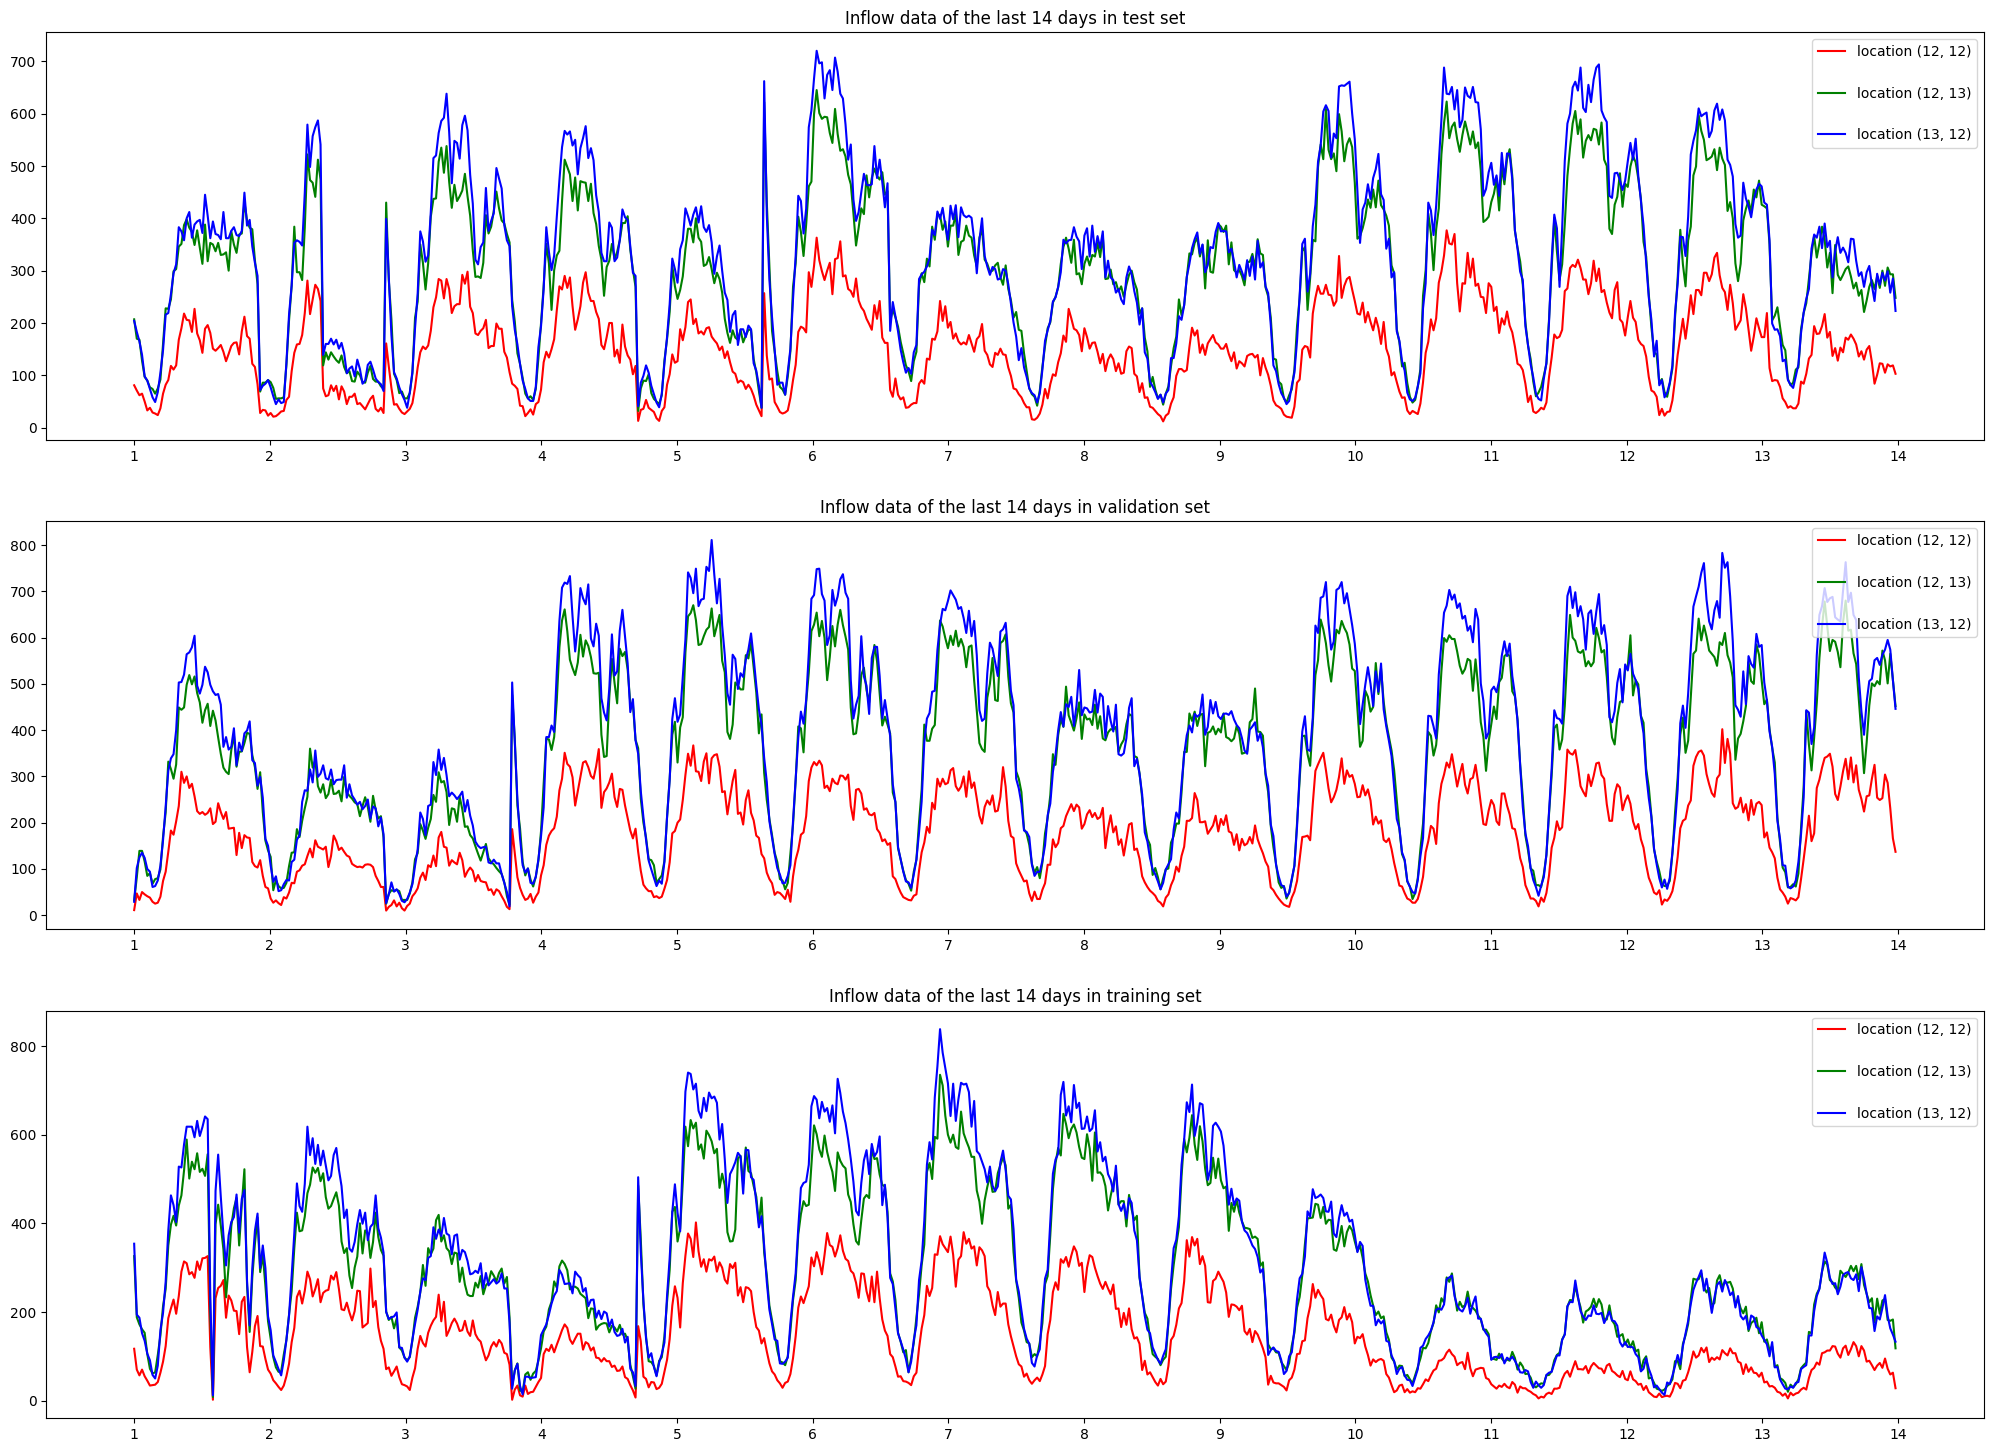 Inflow data of the last 14 days in test set
700
600
500
400
300
200
100
0
location (12, 12)
location (12, 13)
location (13, 12)
1 2 3 4 5 6 7 8 9 10 11 12 13 14
Inflow data of the last 14 days in validation set
800
700
600
500
400
300
200
100
0
location (12, 12)
location (12, 13)
location (13, 12)
1 2 3 4 5 6 7 8 9 10 11 12 13 14
Inflow data of the last 14 days in training set
800
600
400
200
0
location (12, 12)
location (12, 13)
location (13, 12)
1 2 3 4 5 6 7 8 9 10 11 12 13 14